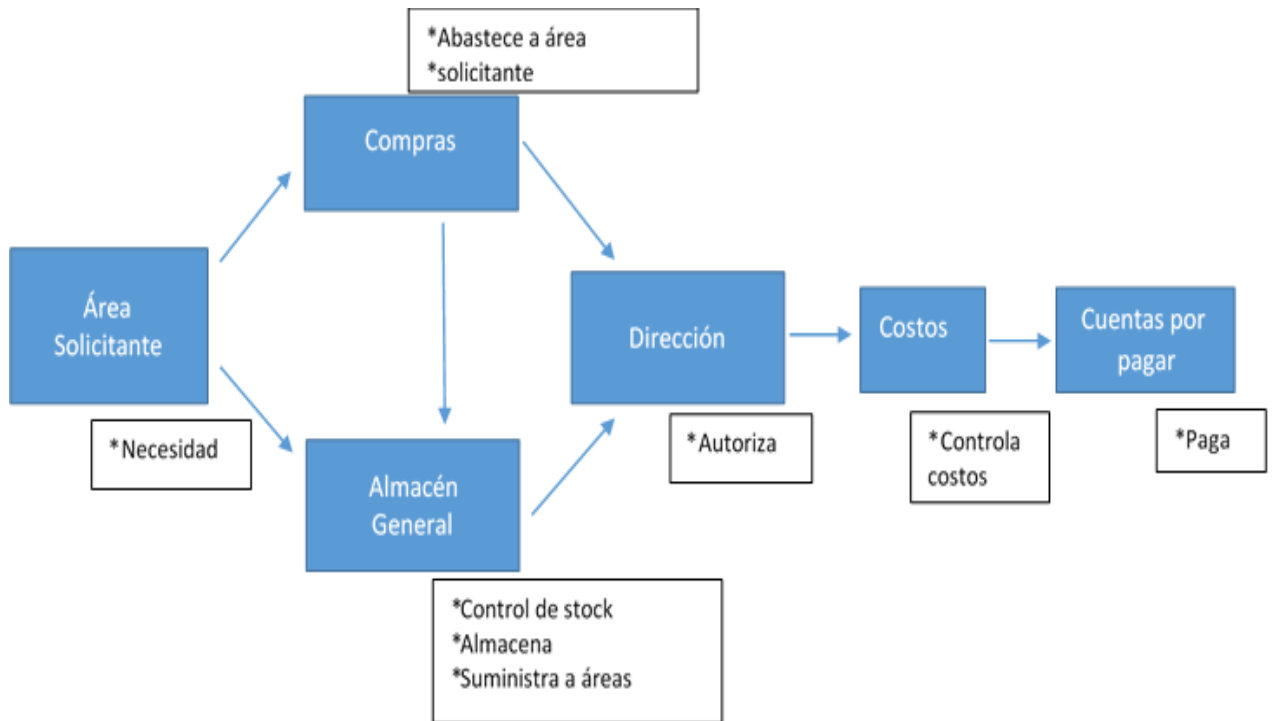 *Abastece a área
*solicitante
Compras
Área
Solicitante
*Necesidad
Almacén
General
*Control de stock
*Almacena
*Suministra a áreas
Dirección
*Autoriza
Costos
*Controla
costos
Cuentas por
pagar
*Paga